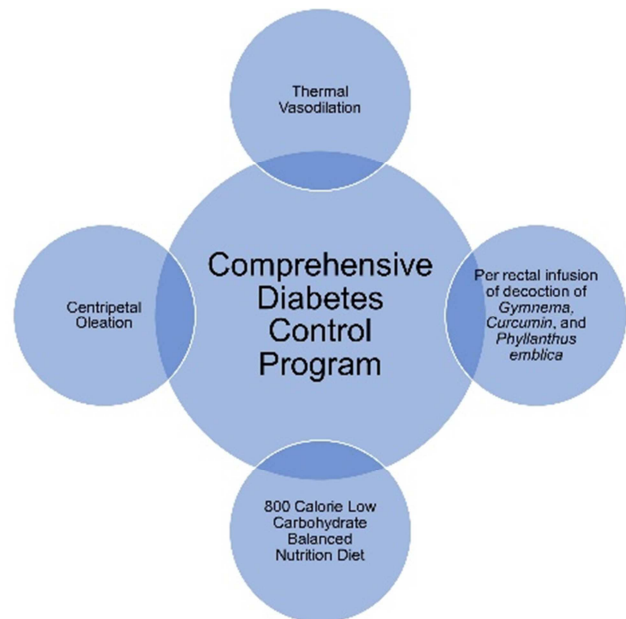 Thermal
Vasodilation
Comprehensive
Diabetes
Control
Program
Centripetal
Oleation
Per rectal infusion
of decoction of
Gymnema,
Curcumin, and
Phyllanthus
emblica
800 Calorie Low
Carbohydrate
Balanced
Nutrition Diet